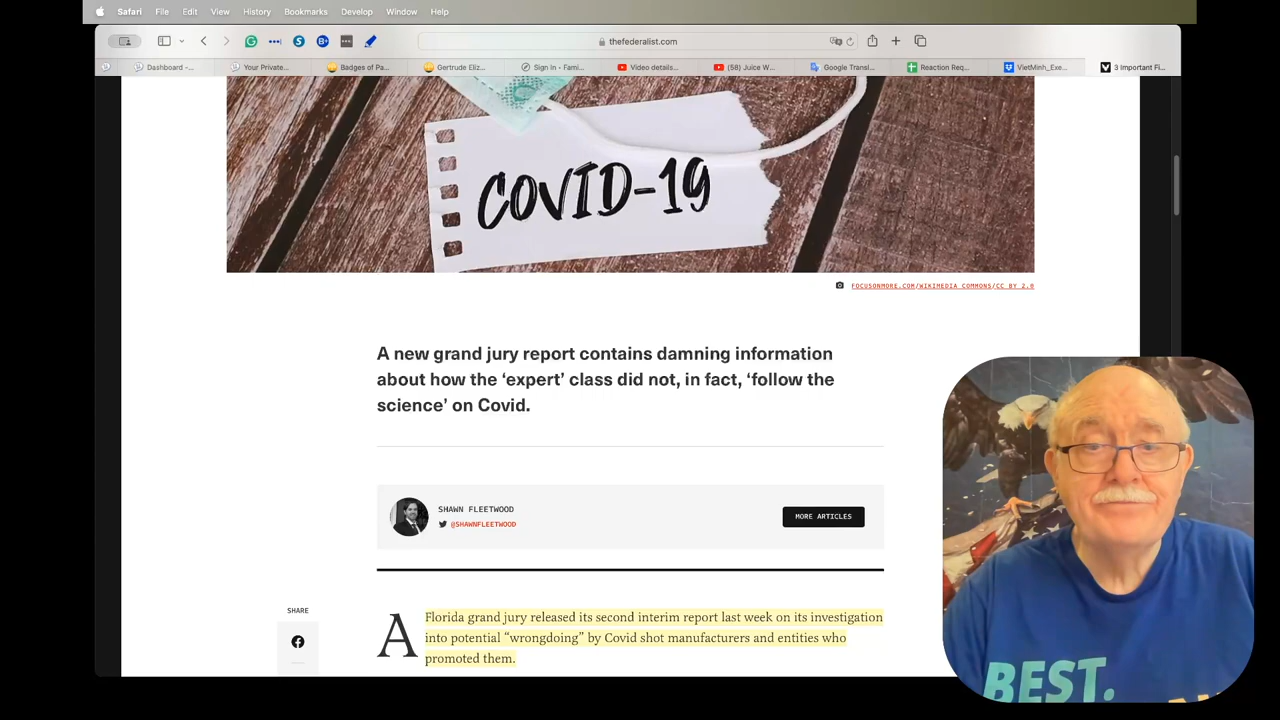 Safari File Edit View History Bookmarks Develop Window Help
thefederalist.com
Dashboard - Your Private... Badges of Pa... Gertrude Eliz... Sign In - Fami... Video details... (58) Juice W... Google Transl... Reaction Req... VietMinh_Exe... 3 Important Fi...
COVID-19
FOCUSONMORE.COM/WIKIMEDIA COMMONS/CC BY 2.0
A new grand jury report contains damning information
about how the ‘expert’ class did not, in fact, ‘follow the
science’ on Covid.
SHAWN FLEETWOOD
@SHAWNFLEETWOOD
MORE ARTICLES
SHARE
A Florida grand jury released its second interim report last week on its investigation
into potential “wrongdoing” by Covid shot manufacturers and entities who
promoted them.
BEST.